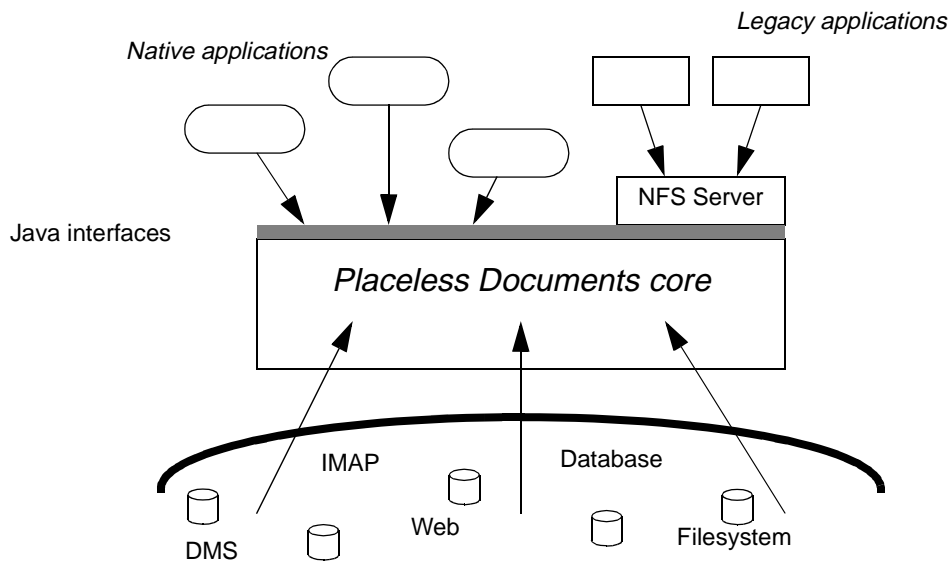 Legacy applications
Native applications
NFS Server
Java interfaces
Placeless Documents core
IMAP
Database
Web
Filesystem
DMS